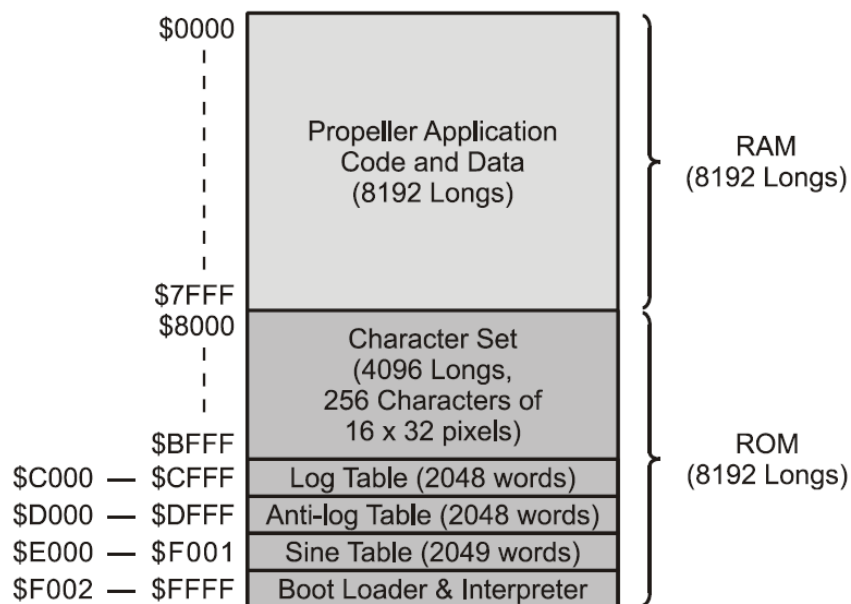 $0000
Propeller Application
Code and Data
(8192 Longs)
RAM
(8192 Longs)
$7FFF
$8000
Character Set
(4096 Longs,
256 Characters of
16 x 32 pixels)
$BFFF
ROM
(8192 Longs)
$C000 — $CFFF Log Table (2048 words)
$D000 — $DFFF Anti-log Table (2048 words)
$E000 — $F001 Sine Table (2049 words)
$F002 — $FFFF Boot Loader & Interpreter